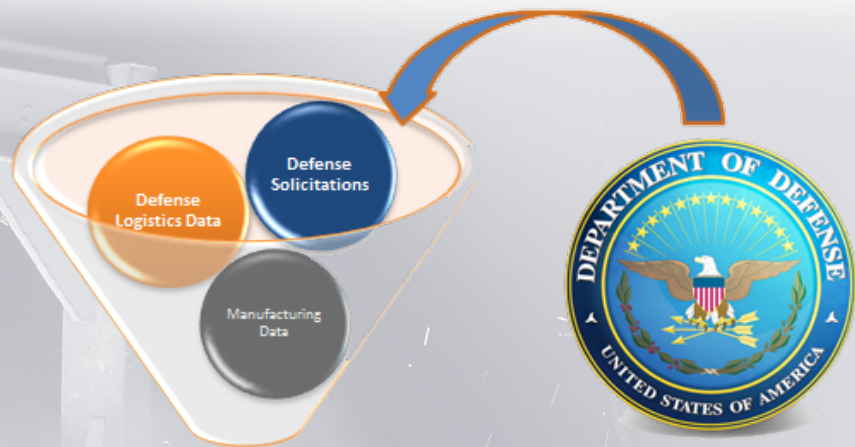 Defense
Solicitations
Defense
Logistics Data
Manufacturing
Data
DEPARTMENT OF DEFENSE
UNITED STATES OF AMERICA